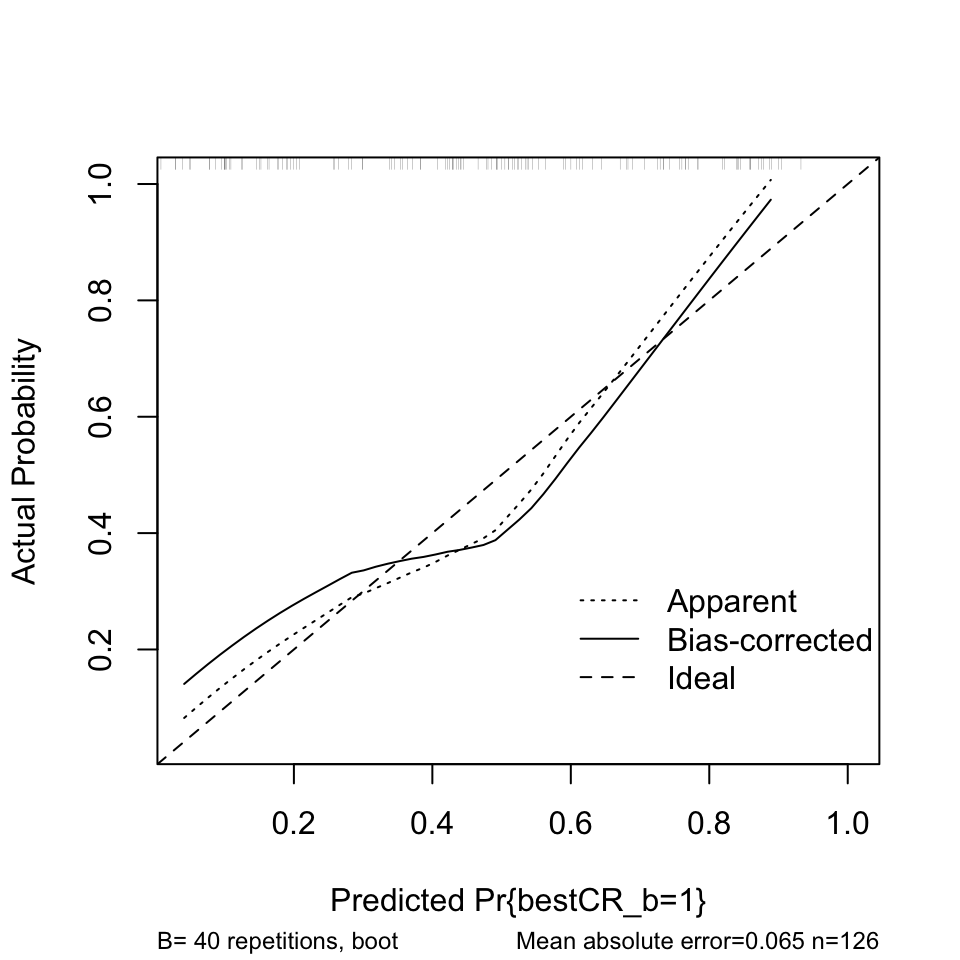 1.0
0.8
0.6
0.4
0.2
Actual Probability
Apparent
Bias-corrected
Ideal
0.2 0.4 0.6 0.8 1.0
Predicted Pr{bestCR_b=1}
B= 40 repetitions, boot
Mean absolute error=0.065 n=126